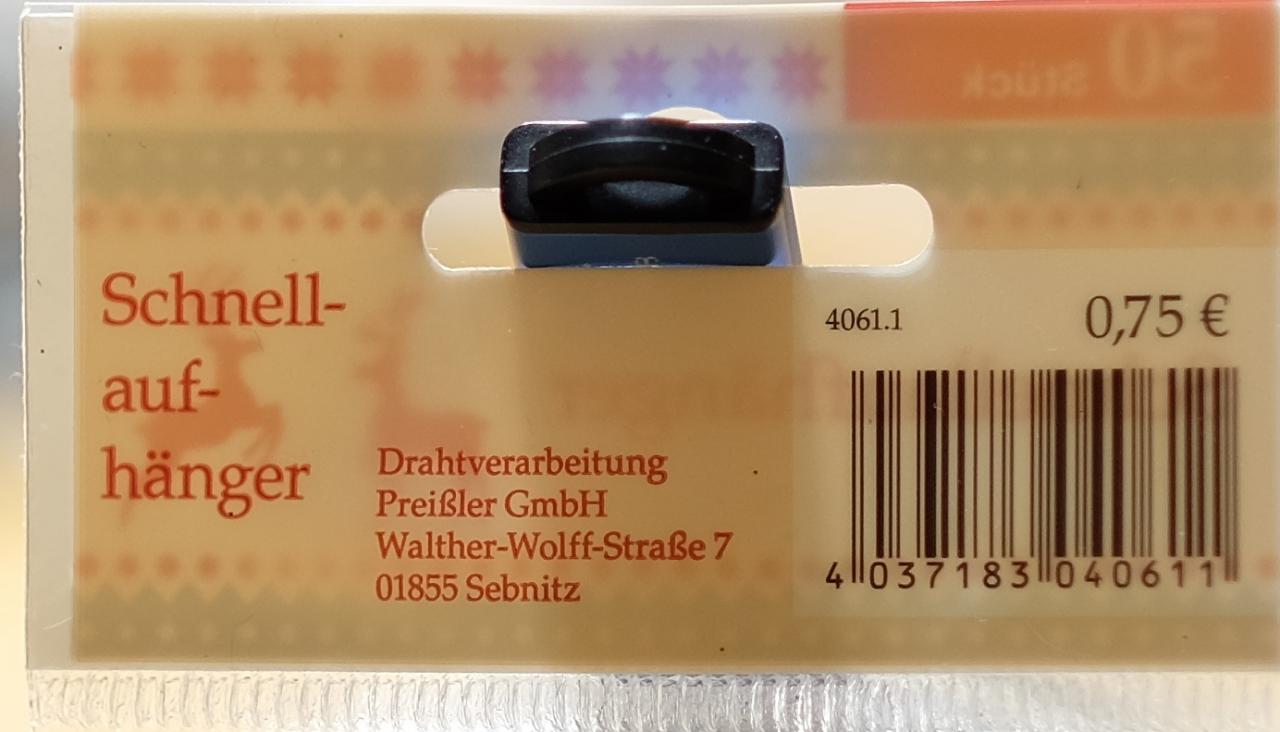 50 Stück
Schnell-
auf-
hänger
Drahtverarbeitung
Preißler GmbH
Walther-Wolff-Straße 7
01855 Sebnitz
4061.1
0,75 €
4 037183 040611